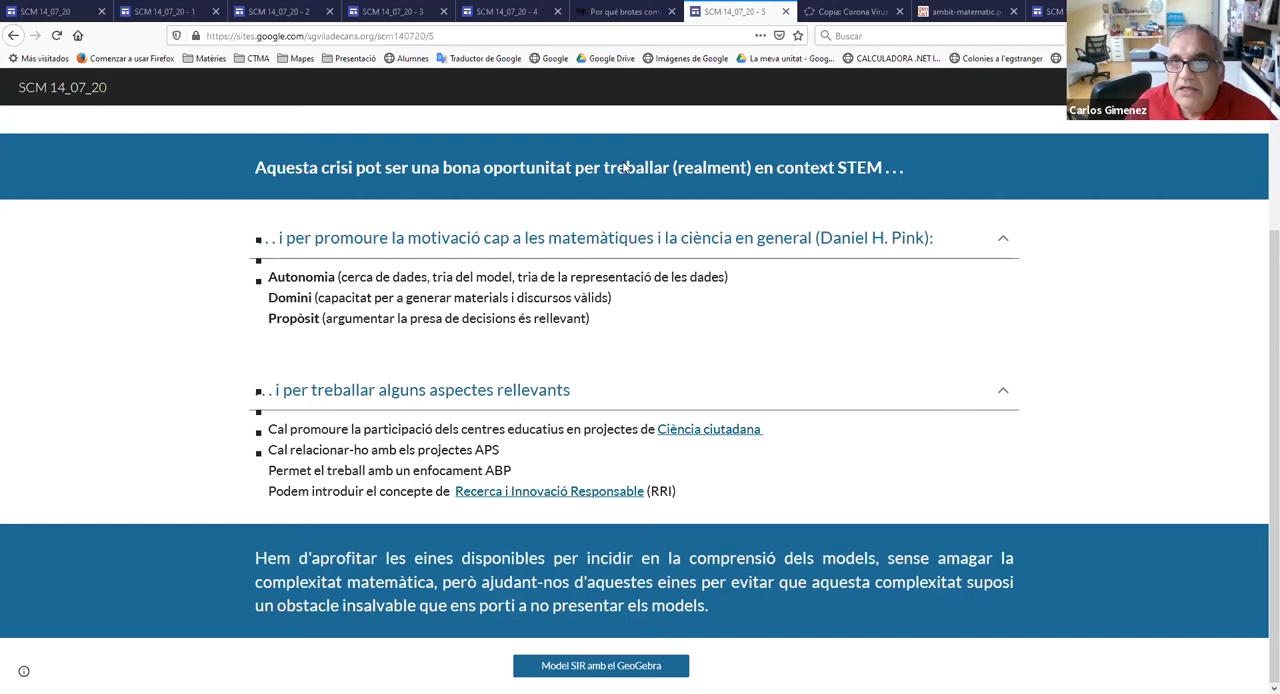 SCM 14_07_20
SCM 14_07_20 - 1
SCM 14_07_20 - 2
SCM 14_07_20 - 3
SCM 14_07_20 - 4
Por qué brotes com
SCM 14_07_20 - 5
Copia: Corona Virus
ambit-matematic.p
SCM
https://sites.google.com/sgviladecans.org/scm140720/5
Buscar
Más visitados
Comenzar a usar Firefox
Matèries
CTMA
Mapes
Presentació
Alumnes
Traductor de Google
Google
Google Drive
Imágenes de Google
La meva unitat - Goog...
CALCULADORA .NET I...
Colonies a l'egstranger
Carlos Gimenez
SCM 14_07_20
Aquesta crisi pot ser una bona oportunitat per treballar (realment) en context STEM . . .
. . i per promoure la motivació cap a les matemàtiques i la ciència en general (Daniel H. Pink):
Autonomia (cerca de dades, tria del model, tria de la representació de les dades)
Domini (capacitat per a generar materials i discursos vàlids)
Propòsit (argumentar la presa de decisions és rellevant)
. . i per treballar alguns aspectes rellevants
Cal promoure la participació dels centres educatius en projectes de Ciència ciutadana
Cal relacionar-ho amb els projectes APS
Permet el treball amb un enfocament ABP
Podem introduir el concepte de Recerca i Innovació Responsable (RRI)
Hem d'aprofitar les eines disponibles per incidir en la comprensió dels models, sense amagar la
complexitat matemàtica, però ajudant-nos d'aquestes eines per evitar que aquesta complexitat suposi
un obstacle insalvable que ens porti a no presentar els models.
Model SIR amb el GeoGebra